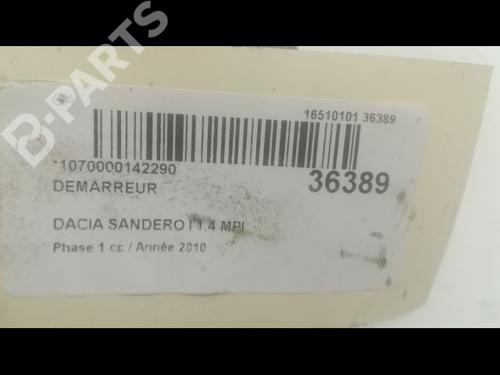 B-PARTS
16510101 36389
*1070000142290
36389
DEMARREUR
DACIA SANDERO I 1.4 MPI
Phase 1 cc / Année 2010